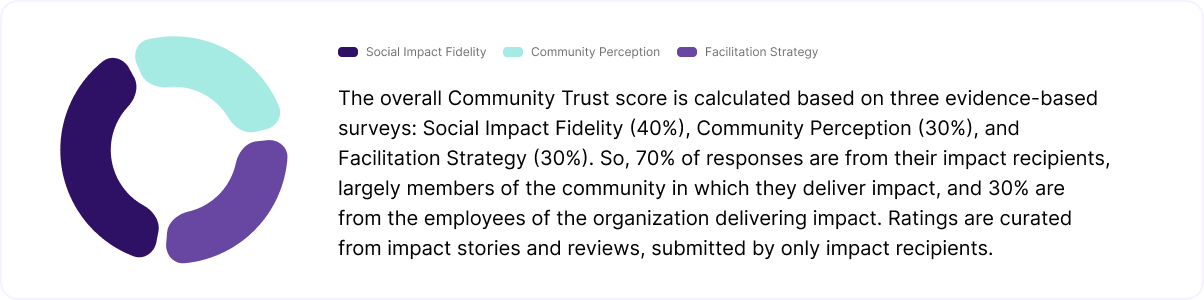 Social Impact Fidelity Community Perception Facilitation Strategy
The overall Community Trust score is calculated based on three evidence-based
surveys: Social Impact Fidelity (40%), Community Perception (30%), and
Facilitation Strategy (30%). So, 70% of responses are from their impact recipients,
largely members of the community in which they deliver impact, and 30% are
from the employees of the organization delivering impact. Ratings are curated
from impact stories and reviews, submitted by only impact recipients.